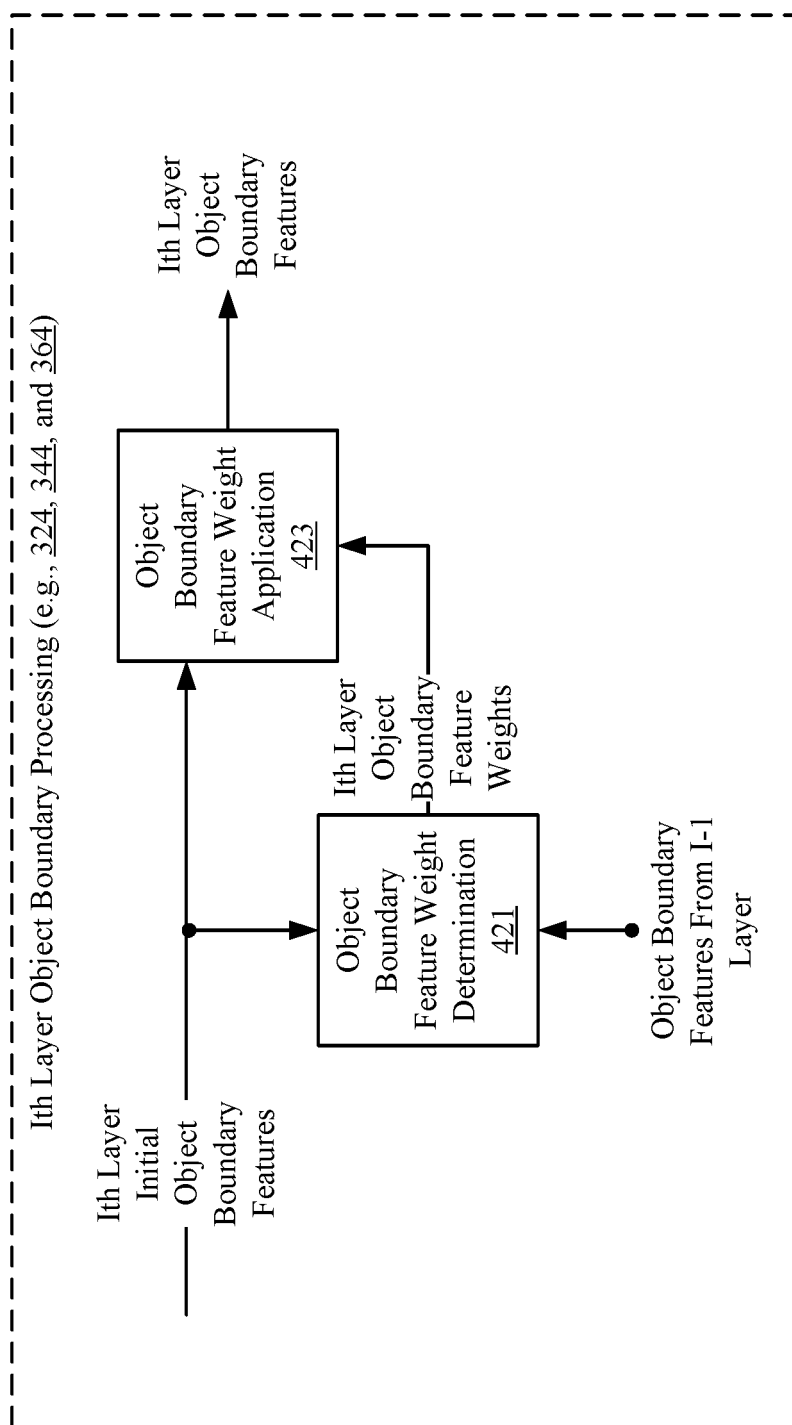 Ith Layer Object Boundary Processing (e.g., 324, 344, and 364)
Ith Layer
Initial
Object
Boundary
Features
Object
Boundary
Feature Weight
Determination
421
Object Boundary
Features From I-1
Layer
Ith Layer
Object
Boundary
Feature
Weights
Object
Boundary
Feature Weight
Application
423
Ith Layer
Object
Boundary
Features